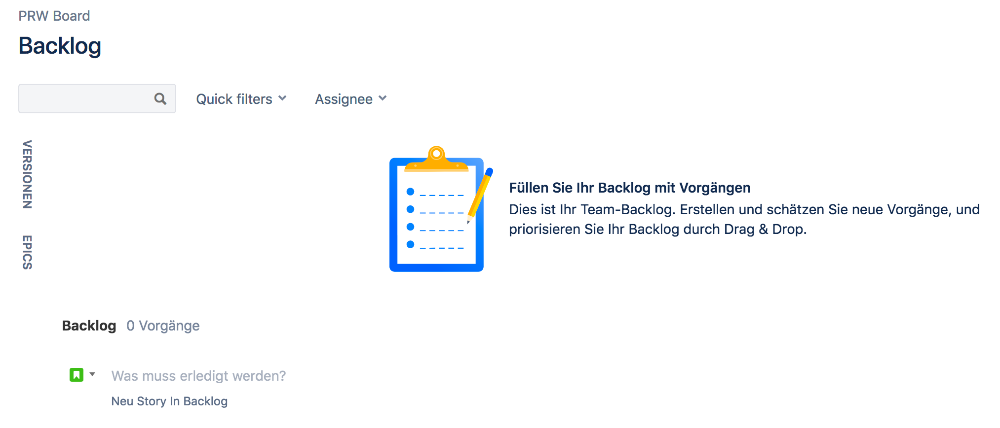 PRW Board
Backlog
Quick filters
Assignee
VERSIONEN
EPICS
Füllen Sie Ihr Backlog mit Vorgängen
Dies ist Ihr Team-Backlog. Erstellen und schätzen Sie neue Vorgänge, und
priorisieren Sie Ihr Backlog durch Drag & Drop.
Backlog 0 Vorgänge
Was muss erledigt werden?
Neu Story In Backlog